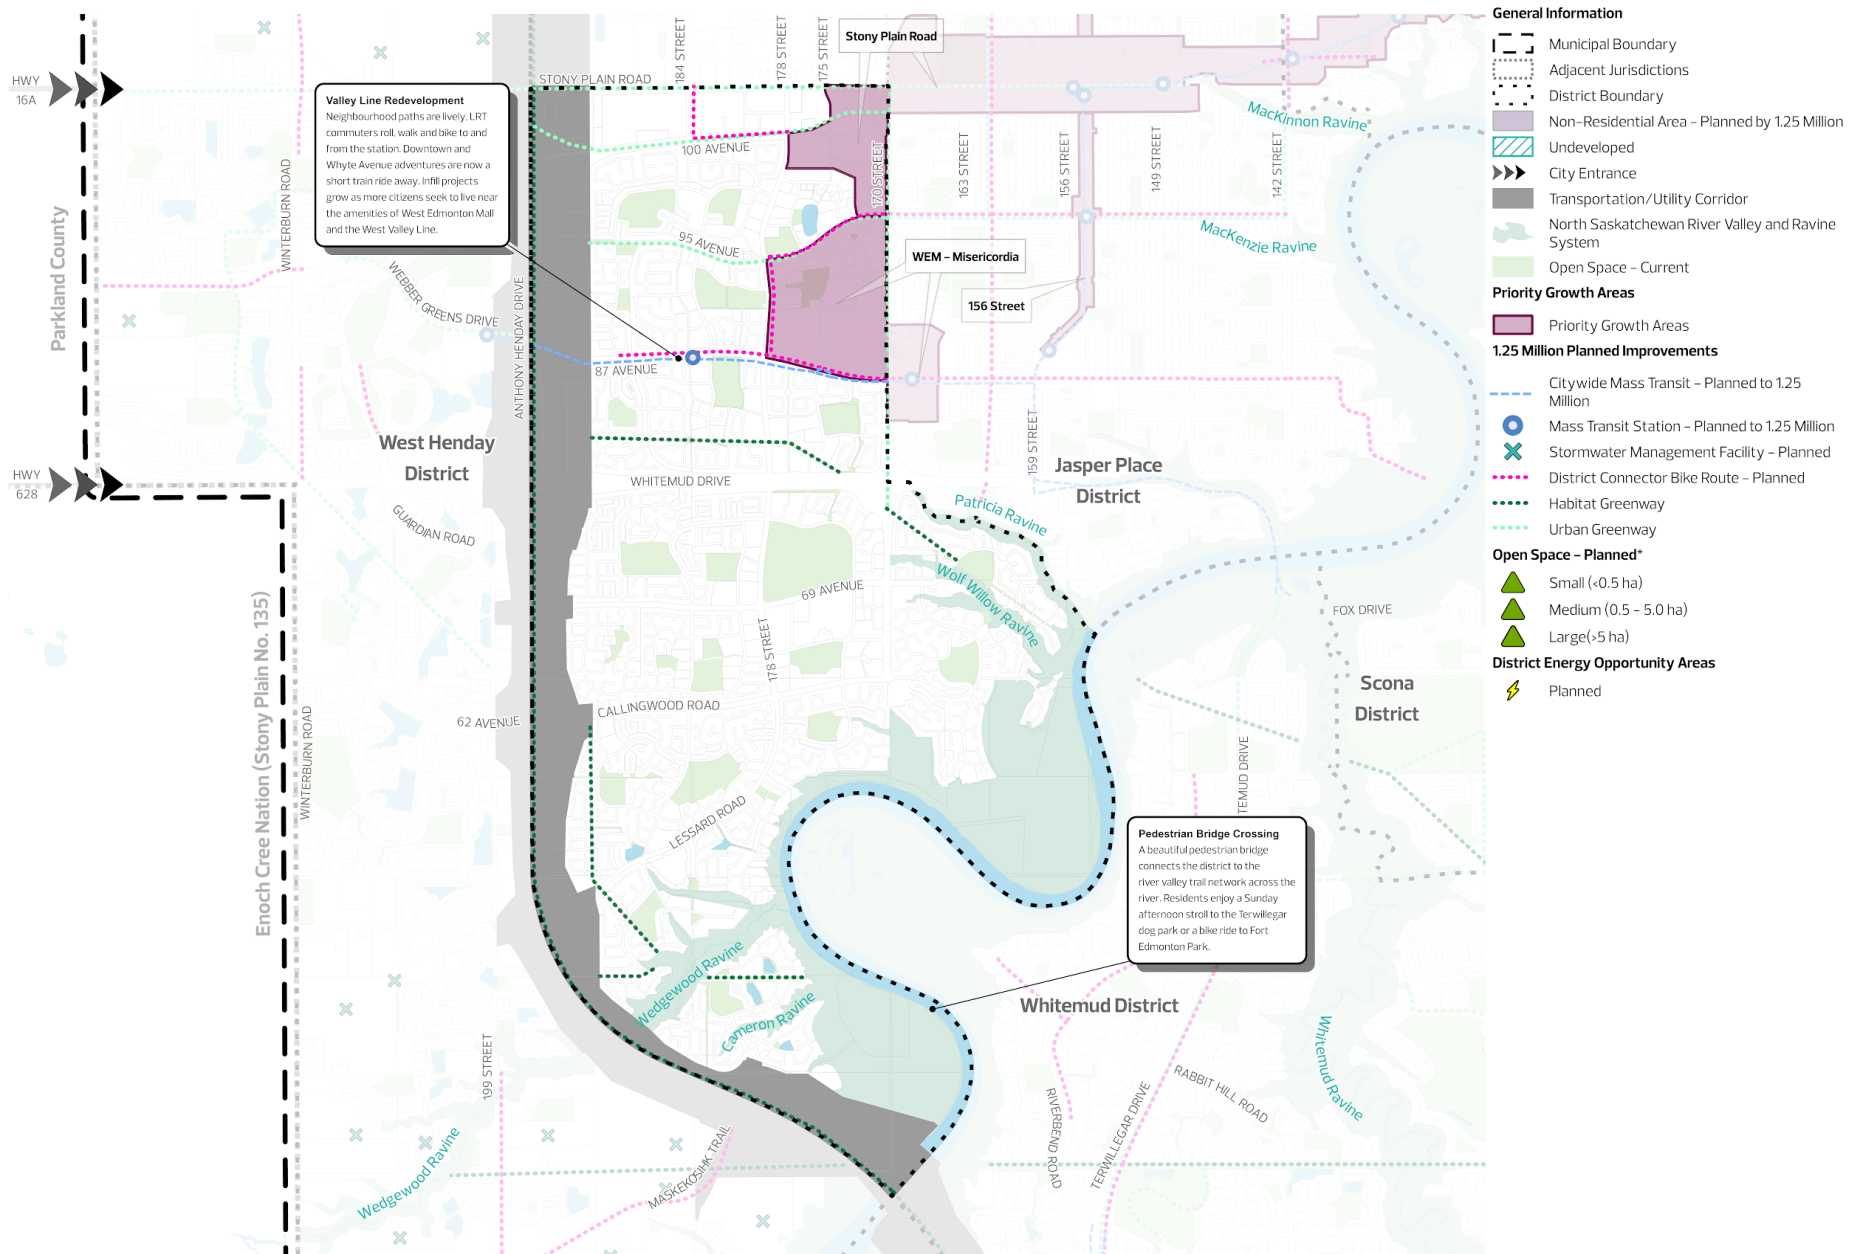 HWY
16A
HWY
628
Parkland County
Enoch Cree Nation (Stony Plain No. 135)
WINTERBURN ROAD
WINTERBURN ROAD
Valley Line Redevelopment
Neighbourhood paths are lively, LRT
commuters roll, walk and bike to and
from the station. Downtown and
Whyte Avenue adventures are now a
short train ride away. Infill projects
grow as more citizens seek to live near
the amenities of West Edmonton Mall
and the West Valley Line.
STONY PLAIN ROAD
184 STREET
178 STREET
175 STREET
Stony Plain Road
100 AVENUE
170 STREET
163 STREET
156 STREET
149 STREET
142 STREET
MacKinnon Ravine
MacKenzie Ravine
95 AVENUE
WEM – Misericordia
156 Street
WEBBER GREENS DRIVE
ANTHONY HENDAY DRIVE
87 AVENUE
West Henday
District
159 STREET
Jasper Place
District
WHITEMUD DRIVE
GUARDIAN ROAD
Patricia Ravine
Wolf Willow Ravine
69 AVENUE
178 STREET
FOX DRIVE
Scona
District
62 AVENUE
CALLINGWOOD ROAD
TEMUD DRIVE
LESSARD ROAD
Pedestrian Bridge Crossing
A beautiful pedestrian bridge
connects the district to the
river valley trail network across the
river. Residents enjoy a Sunday
afternoon stroll to the Terwillegar
dog park or a bike ride to Fort
Edmonton Park.
Wedgewood Ravine
Cameron Ravine
Whitemud District
Whitemud Ravine
199 STREET
RIVERBEND ROAD
TERWILLEGAR DRIVE
RABBIT HILL ROAD
Wedgewood Ravine
MASKEKOSIHK TRAIL
General Information
Municipal Boundary
Adjacent Jurisdictions
District Boundary
Non-Residential Area – Planned by 1.25 Million
Undeveloped
City Entrance
Transportation/Utility Corridor
North Saskatchewan River Valley and Ravine
System
Open Space – Current
Priority Growth Areas
Priority Growth Areas
1.25 Million Planned Improvements
Citywide Mass Transit – Planned to 1.25
Million
Mass Transit Station – Planned to 1.25 Million
Stormwater Management Facility – Planned
District Connector Bike Route – Planned
Habitat Greenway
Urban Greenway
Open Space – Planned*
Small (<0.5 ha)
Medium (0.5 – 5.0 ha)
Large(>5 ha)
District Energy Opportunity Areas
Planned